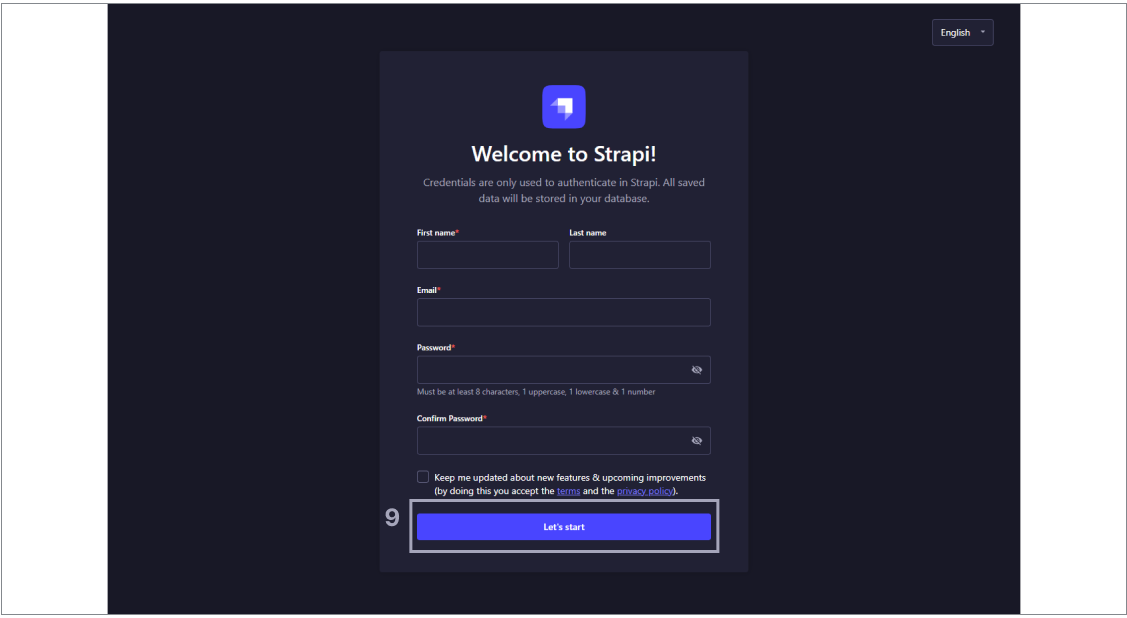 English
Welcome to Strapi!
Credentials are only used to authenticate in Strapi. All saved
data will be stored in your database.
First name*
Last name
Email*
Password*
Must be at least 8 characters, 1 uppercase, 1 lowercase & 1 number
Confirm Password*
Keep me updated about new features & upcoming improvements
(by doing this you accept the terms and the privacy policy).
9
Let's start